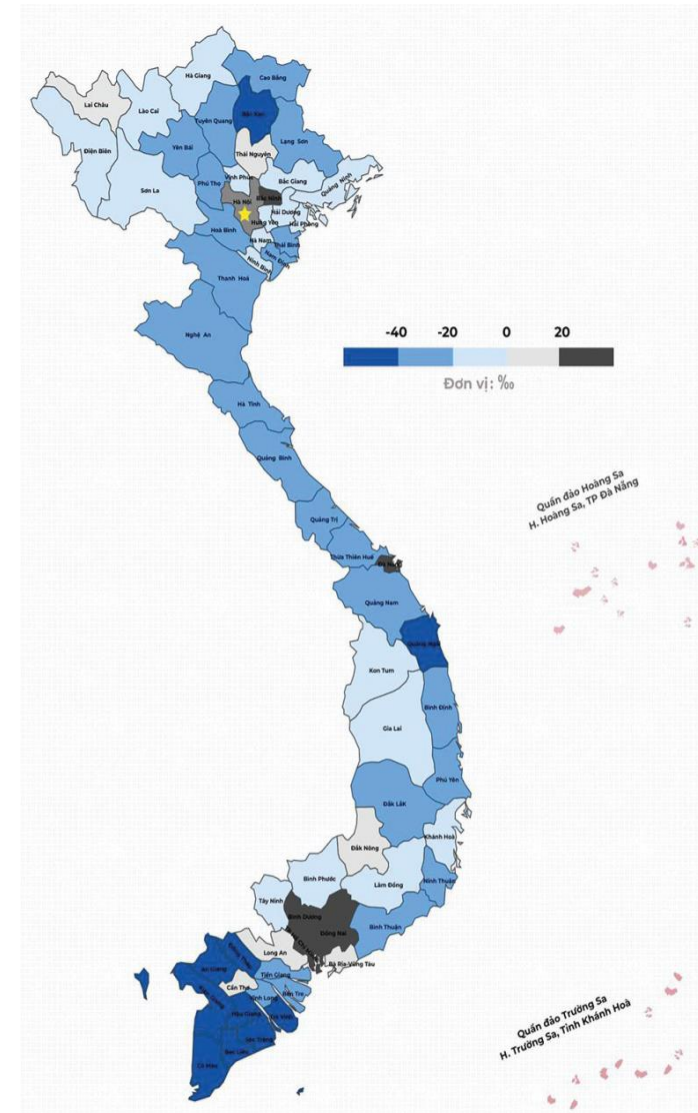 Hà Giang
Cao Bằng
Lai Châu
Lào Cai
Bắc Kạn
Tuyên Quang
Lạng Sơn
Điện Biên
Yên Bái
Thái Nguyên
Sơn La
Phú Thọ
Vĩnh Phúc
Bắc Giang
Quảng Ninh
Hà Nội
Bắc Ninh
Hải Dương
Hưng Yên
Hải Phòng
Hoà Bình
Hà Nam
Thái Bình
Nam Định
Ninh Bình
Thanh Hoá
Nghệ An
-40 -20 0 20
Đơn vị: ‰
Hà Tĩnh
Quảng Bình
Quần đảo Hoàng Sa
H. Hoàng Sa, TP Đà Nẵng
Quảng Trị
Thừa Thiên Huế
Đà Nẵng
Quảng Nam
Quảng Ngãi
Kon Tum
Bình Định
Gia Lai
Phú Yên
Đắk Lắk
Khánh Hoà
Đắk Nông
Bình Phước
Lâm Đồng
Ninh Thuận
Tây Ninh
Bình Dương
Đồng Nai
Bình Thuận
Long An
Bà Rịa-Vũng Tàu
Đồng Tháp
An Giang
Tiền Giang
Cần Thơ
Vĩnh Long
Bến Tre
Kiên Giang
Hậu Giang
Trà Vinh
Sóc Trăng
Bạc Liêu
Cà Mau
Quần đảo Trường Sa
H. Trường Sa, Tỉnh Khánh Hoà